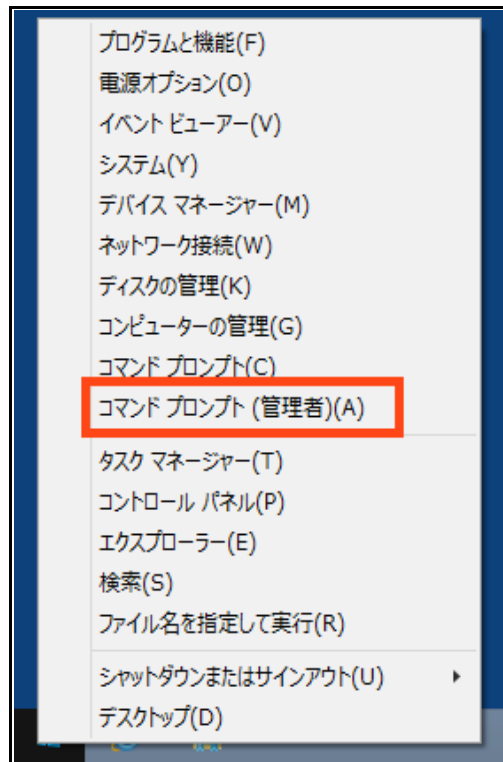 プログラムと機能(F)
電源オプション(O)
イベント ビューアー(V)
システム(Y)
デバイス マネージャー(M)
ネットワーク接続(W)
ディスクの管理(K)
コンピューターの管理(G)
コマンド プロンプト(C)
コマンド プロンプト (管理者)(A)
タスク マネージャー(T)
コントロール パネル(P)
エクスプローラー(E)
検索(S)
ファイル名を指定して実行(R)
シャットダウンまたはサインアウト(U)
デスクトップ(D)